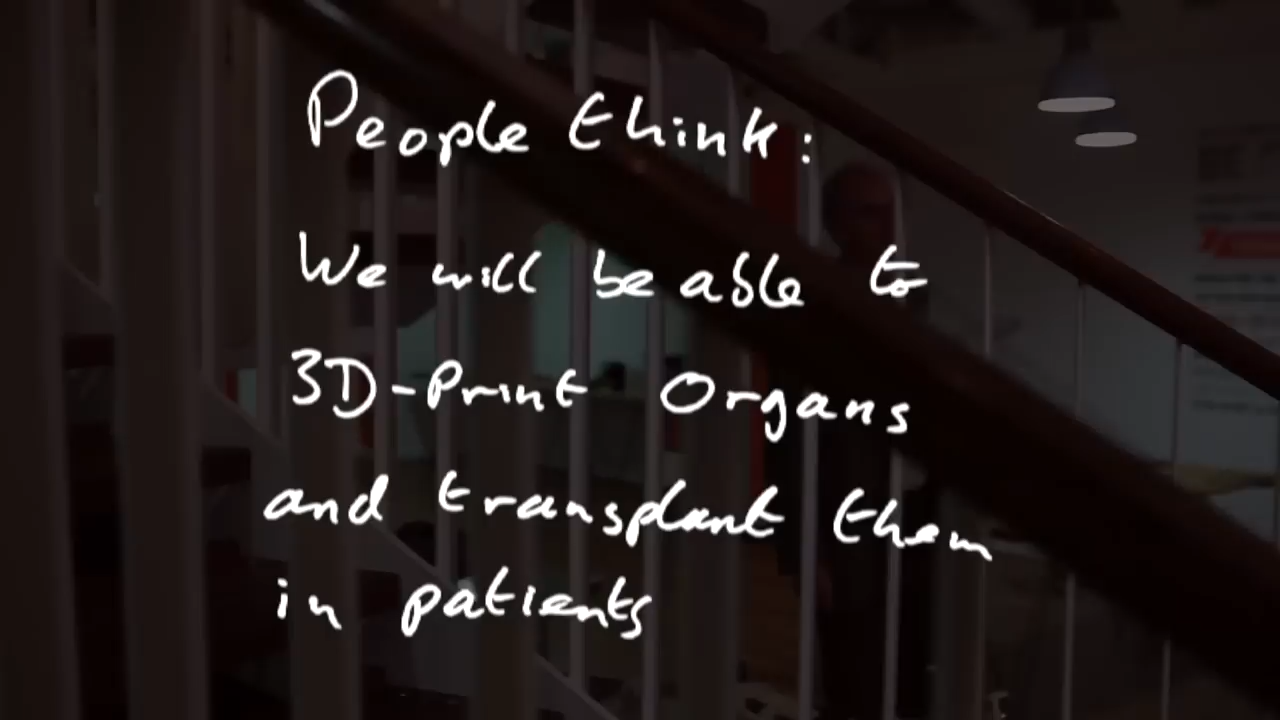 People think:
We will be able to
3D-Print Organs
and transplant them
in patients